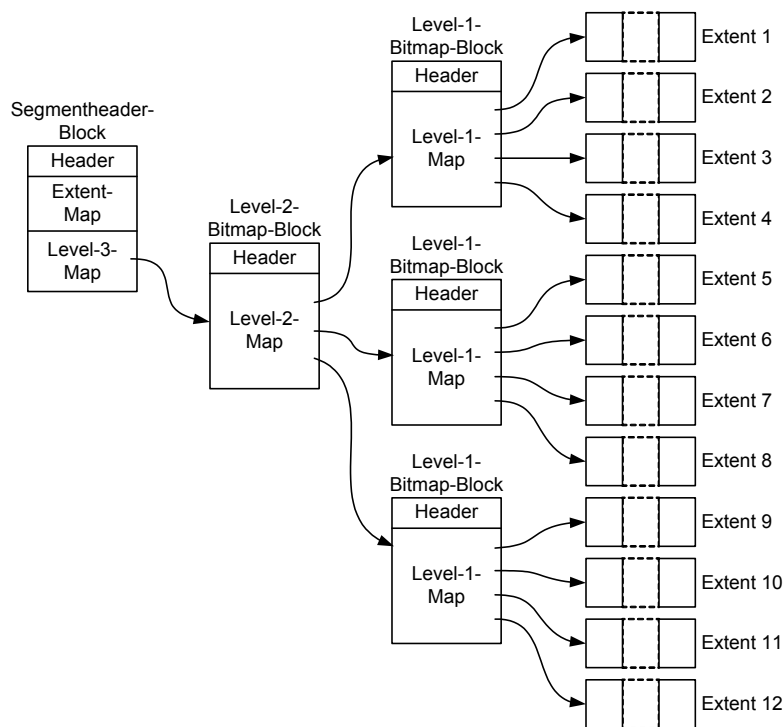 Segmentheader-
Block
Header
Extent-
Map
Level-3-
Map
Level-2-
Bitmap-Block
Header
Level-2-
Map
Level-1-
Bitmap-Block
Header
Level-1-
Map
Level-1-
Bitmap-Block
Header
Level-1-
Map
Level-1-
Bitmap-Block
Header
Level-1-
Map
Extent 1
Extent 2
Extent 3
Extent 4
Extent 5
Extent 6
Extent 7
Extent 8
Extent 9
Extent 10
Extent 11
Extent 12